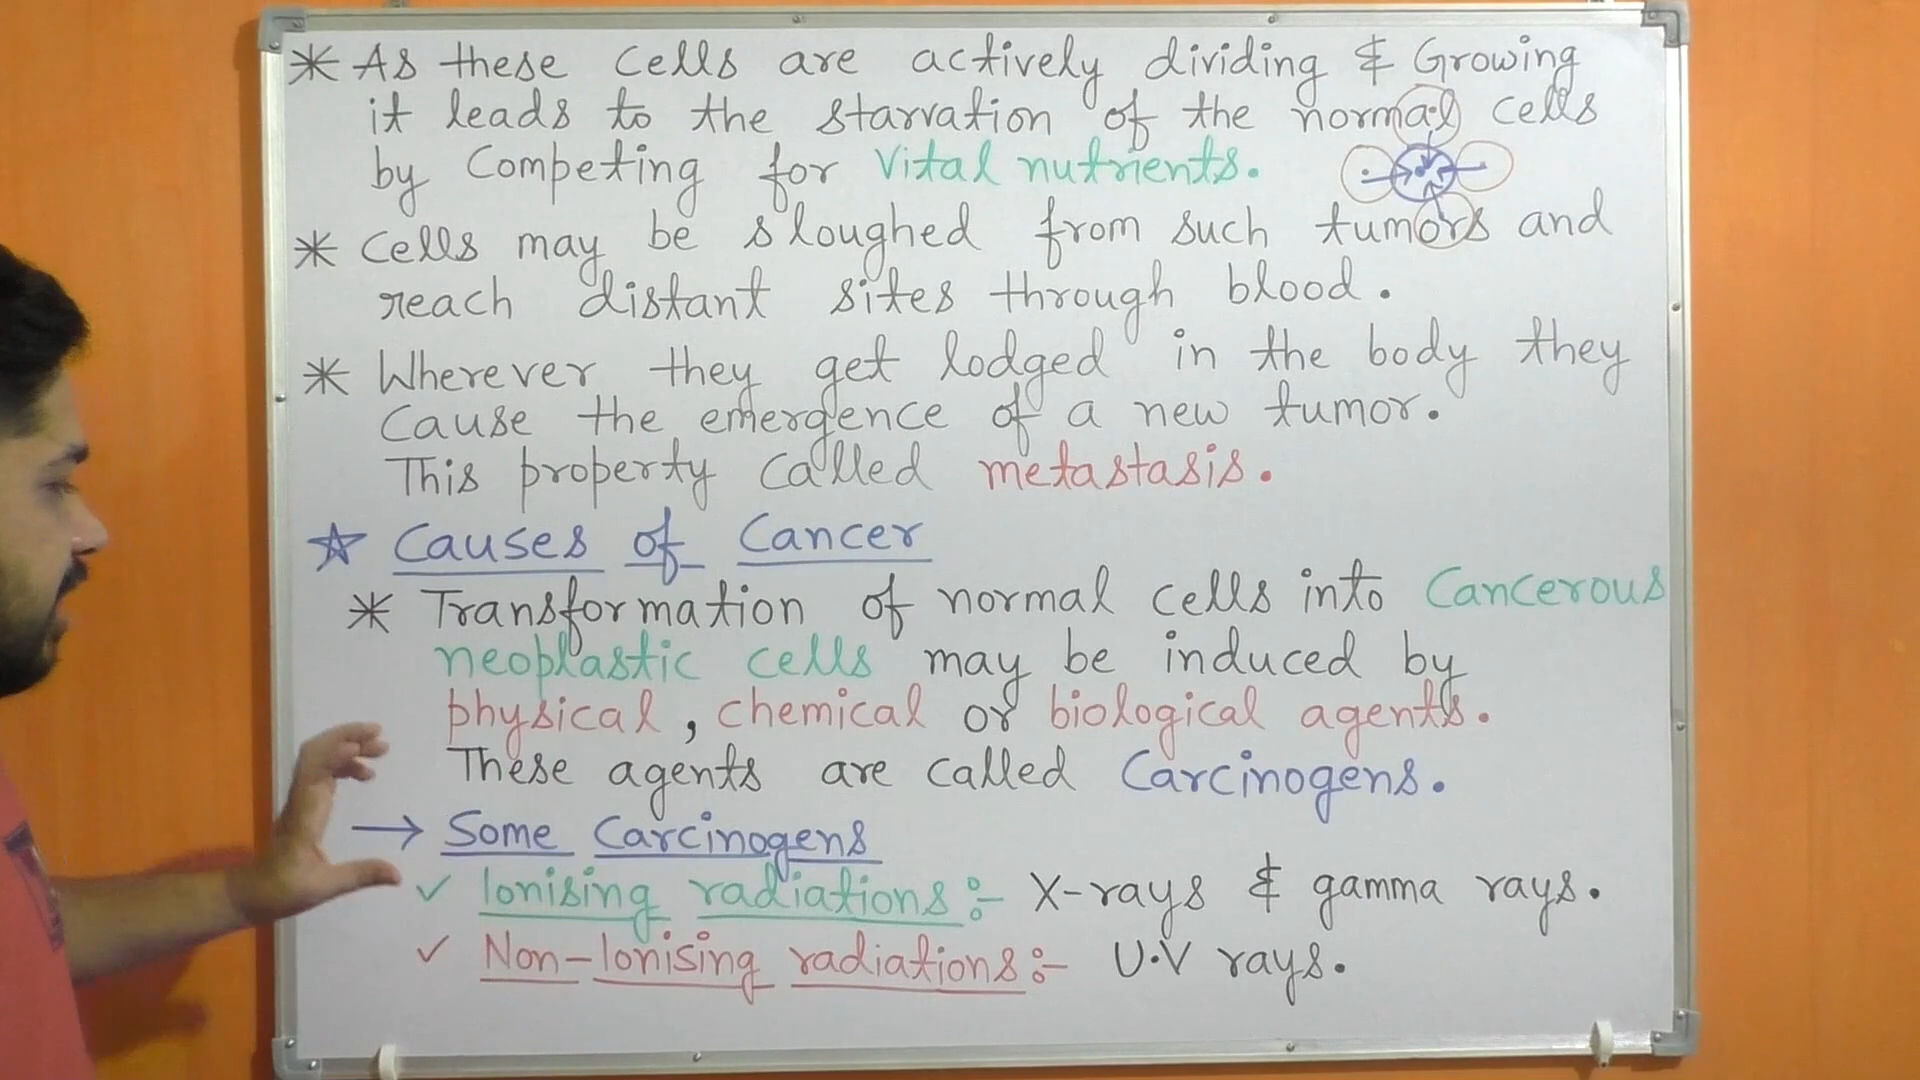 * As these cells are actively dividing & Growing
it leads to the starvation of the normal cells
by Competing for Vital nutrients.
* Cells may be sloughed from such tumors and
reach distant sites through blood.
* Wherever they get lodged in the body they
Cause the emergence of a new tumor.
This property Called metastasis.
☆ Causes of Cancer
* Transformation of normal cells into Cancerous
neoplastic cells may be induced by
physical, chemical or biological agents.
These agents are called Carcinogens.
→ Some Carcinogens
✓ Ionising radiations :- X-rays & gamma rays.
✓ Non-Ionising radiations :- U.V rays.